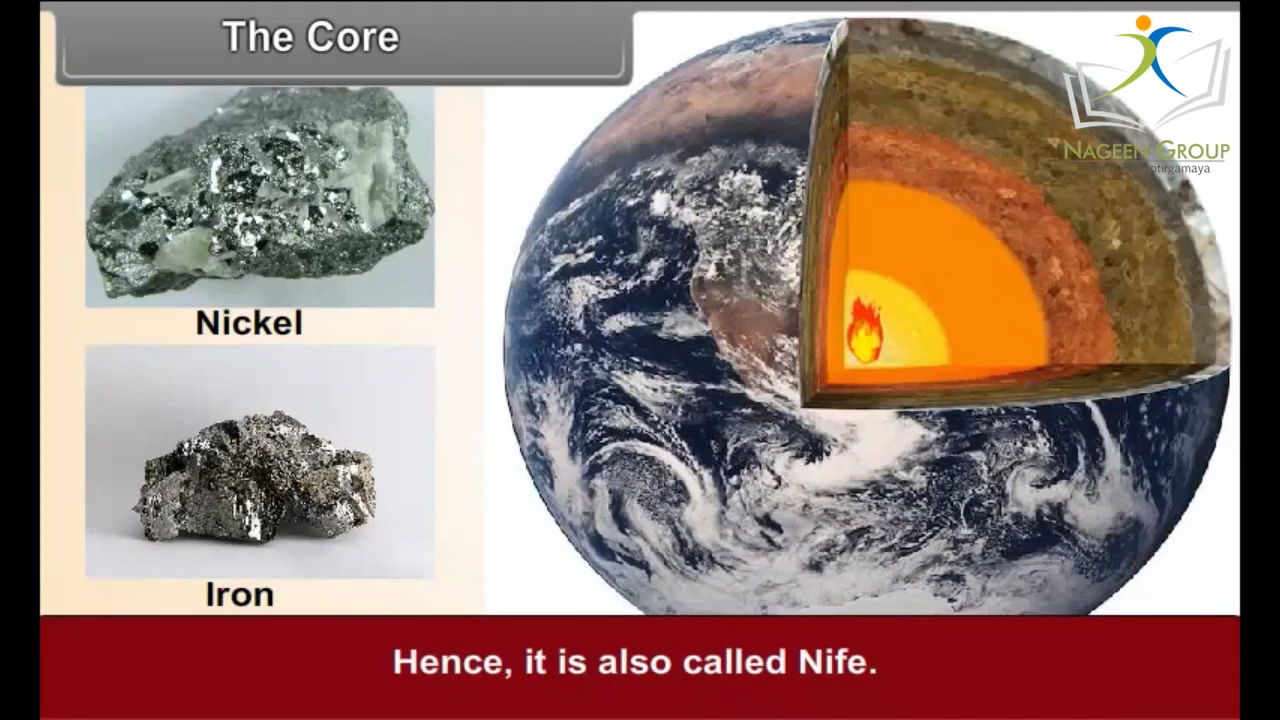 The Core
NAGEEN GROUP
Nickel
Iron
Hence, it is also called Nife.